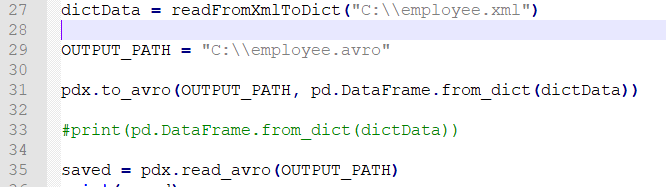 27 dictData = readFromXmlToDict("C:\\employee.xml")
28
29 OUTPUT_PATH = "C:\\employee.avro"
30
31 pdx.to_avro(OUTPUT_PATH, pd.DataFrame.from_dict(dictData))
32
33 #print(pd.DataFrame.from_dict(dictData))
34
35 saved = pdx.read_avro(OUTPUT_PATH)